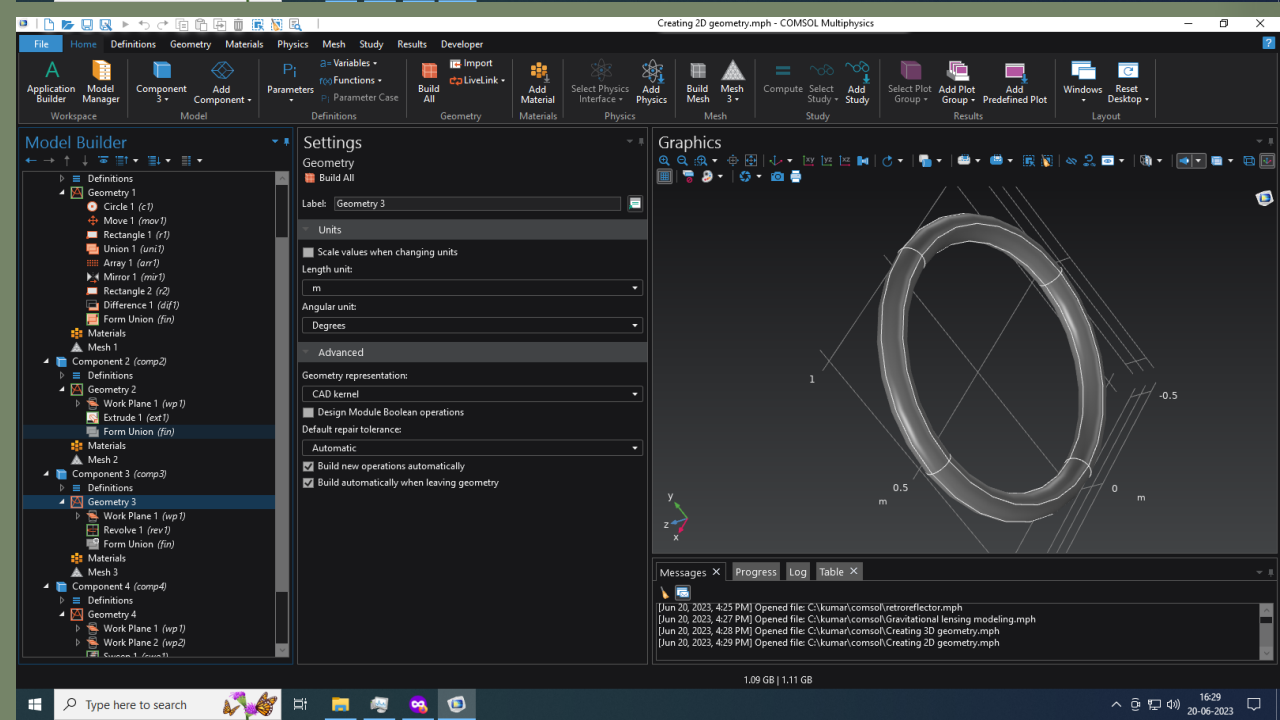 Creating 2D geometry.mph - COMSOL Multiphysics
File Home Definitions Geometry Materials Physics Mesh Study Results Developer
Application Builder
Model Manager
Workspace
Component 3
Add Component
Model
Parameters
a= Variables
f(x) Functions
Pi Parameter Case
Definitions
Build All
Import
LiveLink
Geometry
Add Material
Materials
Select Physics Interface
Add Physics
Physics
Build Mesh
Mesh 3
Mesh
Compute
Select Study
Add Study
Study
Select Plot Group
Add Plot Group
Add Predefined Plot
Results
Windows
Reset Desktop
Layout
Model Builder
Definitions
Geometry 1
Circle 1 (c1)
Move 1 (mov1)
Rectangle 1 (r1)
Union 1 (uni1)
Array 1 (arr1)
Mirror 1 (mir1)
Rectangle 2 (r2)
Difference 1 (dif1)
Form Union (fin)
Materials
Mesh 1
Component 2 (comp2)
Definitions
Geometry 2
Work Plane 1 (wp1)
Extrude 1 (ext1)
Form Union (fin)
Materials
Mesh 2
Component 3 (comp3)
Definitions
Geometry 3
Work Plane 1 (wp1)
Revolve 1 (rev1)
Form Union (fin)
Materials
Mesh 3
Component 4 (comp4)
Definitions
Geometry 4
Work Plane 1 (wp1)
Work Plane 2 (wp2)
Sweep 1 (swe1)
Settings
Geometry
Build All
Label: Geometry 3
Units
Scale values when changing units
Length unit:
m
Angular unit:
Degrees
Advanced
Geometry representation:
CAD kernel
Design Module Boolean operations
Default repair tolerance:
Automatic
Build new operations automatically
Build automatically when leaving geometry
Graphics
xy yz xz
1
-0.5
0.5
m
0
m
y
z
x
Messages Progress Log Table
[Jun 20, 2023, 4:25 PM] Opened file: C:\kumar\comsol\retroreflector.mph
[Jun 20, 2023, 4:27 PM] Opened file: C:\kumar\comsol\Gravitational lensing modeling.mph
[Jun 20, 2023, 4:28 PM] Opened file: C:\kumar\comsol\Creating 3D geometry.mph
[Jun 20, 2023, 4:29 PM] Opened file: C:\kumar\comsol\Creating 2D geometry.mph
1.09 GB | 1.11 GB
Type here to search
16:29
20-06-2023